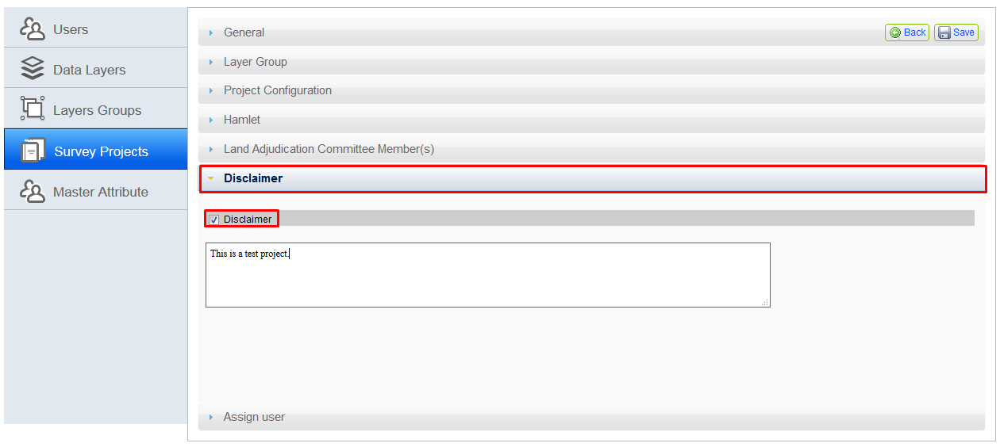 Users
Data Layers
Layers Groups
Survey Projects
Master Attribute
General
Back
Save
Layer Group
Project Configuration
Hamlet
Land Adjudication Committee Member(s)
Disclaimer
Disclaimer
This is a test project.
Assign user